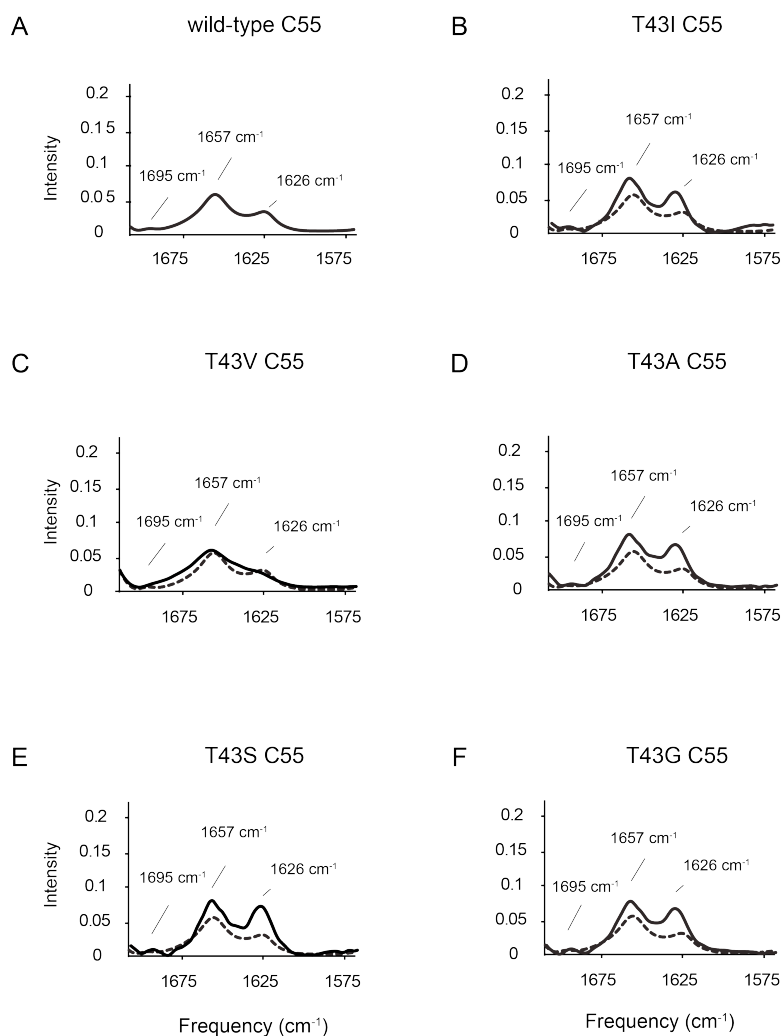 A
wild-type C55
Intensity
0.2
0.15
0.1
0.05
0
1695 cm⁻¹
1657 cm⁻¹
1626 cm⁻¹
1675
1625
1575
B
T43I C55
0.2
0.15
0.1
0.05
0
1695 cm⁻¹
1657 cm⁻¹
1626 cm⁻¹
1675
1625
1575
C
T43V C55
Intensity
0.2
0.15
0.1
0.05
0
1695 cm⁻¹
1657 cm⁻¹
1626 cm⁻¹
1675
1625
1575
D
T43A C55
0.2
0.15
0.1
0.05
0
1695 cm⁻¹
1657 cm⁻¹
1626 cm⁻¹
1675
1625
1575
E
T43S C55
Intensity
0.2
0.15
0.1
0.05
0
1695 cm⁻¹
1657 cm⁻¹
1626 cm⁻¹
1675
1625
1575
Frequency (cm⁻¹)
F
T43G C55
0.2
0.15
0.1
0.05
0
1695 cm⁻¹
1657 cm⁻¹
1626 cm⁻¹
1675
1625
1575
Frequency (cm⁻¹)